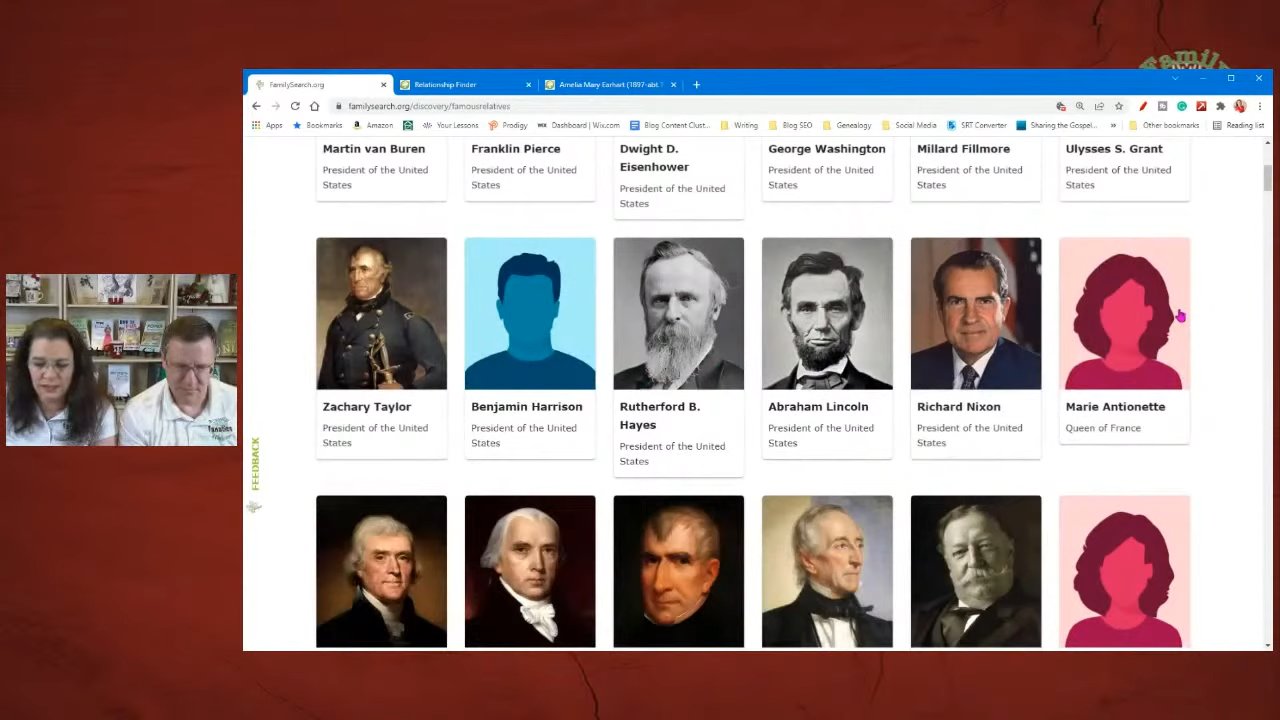 Family
FamilySearch.org
Relationship Finder
Amelia Mary Earhart (1897-abt.
familysearch.org/discovery/famousrelatives
Apps
Bookmarks
Amazon
Your Lessons
Prodigy
Dashboard | Wix.com
Blog Content Clust...
Writing
Blog SEO
Genealogy
Social Media
SRT Converter
Sharing the Gospel...
»
Other bookmarks
Reading list
Martin van Buren
President of the United
States
Franklin Pierce
President of the United
States
Dwight D.
Eisenhower
President of the United
States
George Washington
President of the United
States
Millard Fillmore
President of the United
States
Ulysses S. Grant
President of the United
States
Zachary Taylor
President of the United
States
Benjamin Harrison
President of the United
States
Rutherford B.
Hayes
President of the United
States
Abraham Lincoln
President of the United
States
Richard Nixon
President of the United
States
Marie Antionette
Queen of France
FEEDBACK